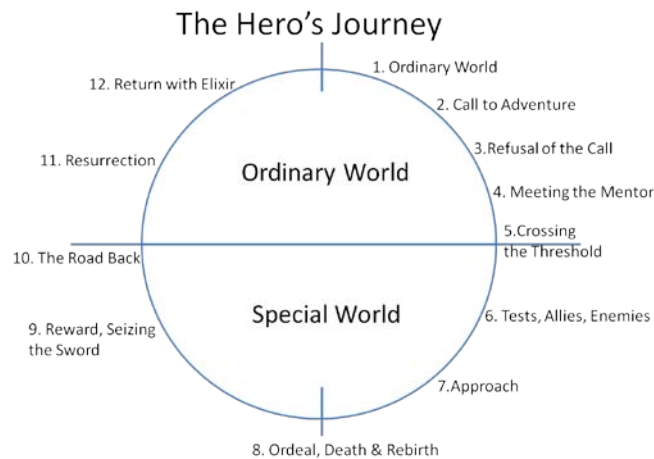 The Hero's Journey
1. Ordinary World
2. Call to Adventure
3.Refusal of the Call
4. Meeting the Mentor
5.Crossing
the Threshold
6. Tests, Allies, Enemies
7.Approach
8. Ordeal, Death & Rebirth
9. Reward, Seizing
the Sword
10. The Road Back
11. Resurrection
12. Return with Elixir
Ordinary World
Special World